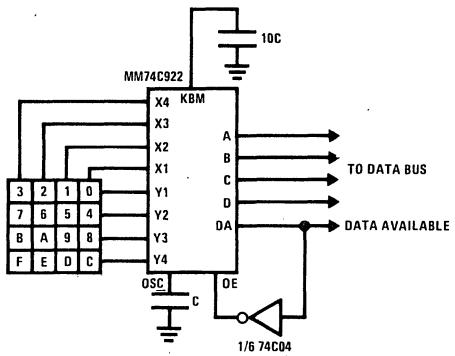 10C
MM74C922
KBM
X4
X3
X2
X1
Y1
Y2
Y3
Y4
A
B
C
D
DA
TO DATA BUS
DATA AVAILABLE
3 2 1 0
7 6 5 4
B A 9 8
F E D C
OSC
OE
C
1/6 74C04